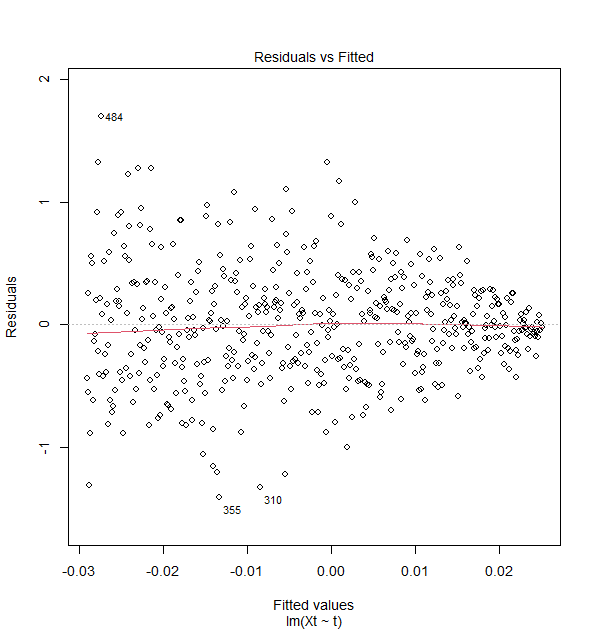 Residuals vs Fitted
2
1
0
-1
Residuals
484
355
310
-0.03 -0.02 -0.01 0.00 0.01 0.02
Fitted values
lm(Xt ~ t)